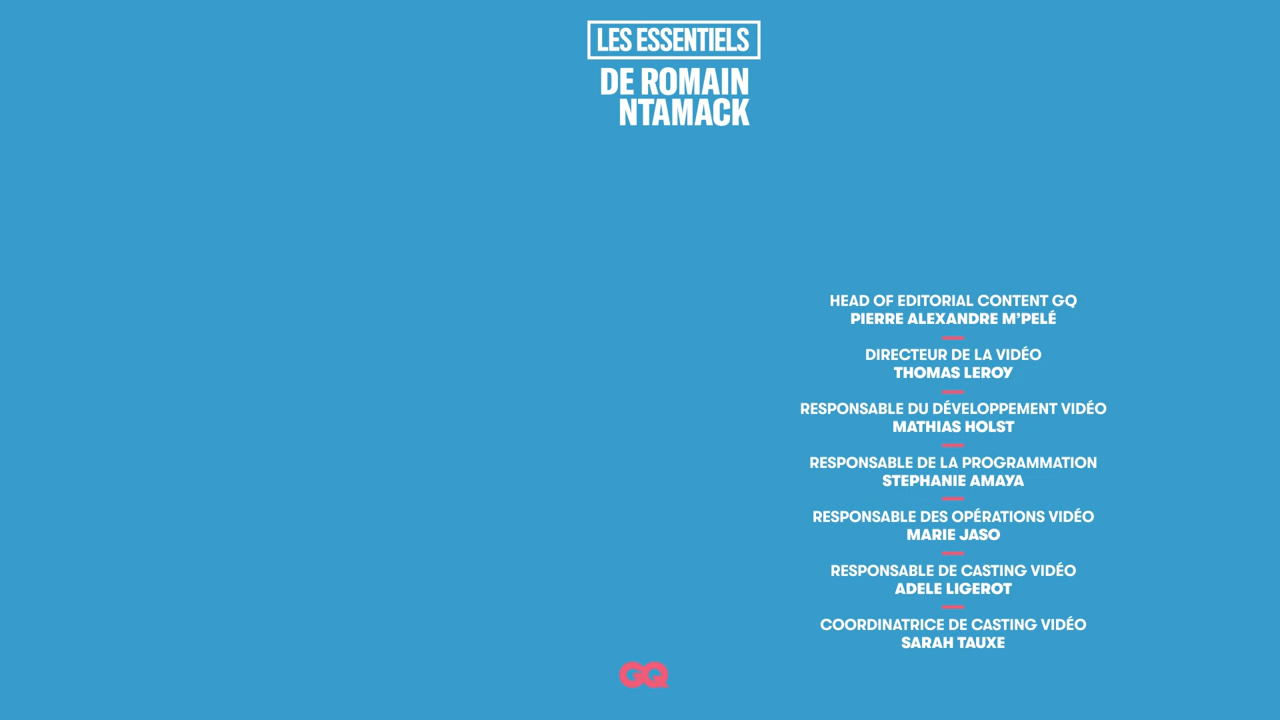 LES ESSENTIELS
DE ROMAIN
NTAMACK
HEAD OF EDITORIAL CONTENT GQ
PIERRE ALEXANDRE M'PELÉ
DIRECTEUR DE LA VIDÉO
THOMAS LEROY
RESPONSABLE DU DÉVELOPPEMENT VIDÉO
MATHIAS HOLST
RESPONSABLE DE LA PROGRAMMATION
STEPHANIE AMAYA
RESPONSABLE DES OPÉRATIONS VIDÉO
MARIE JASO
RESPONSABLE DE CASTING VIDÉO
ADELE LIGEROT
COORDINATRICE DE CASTING VIDÉO
SARAH TAUXE
GQ